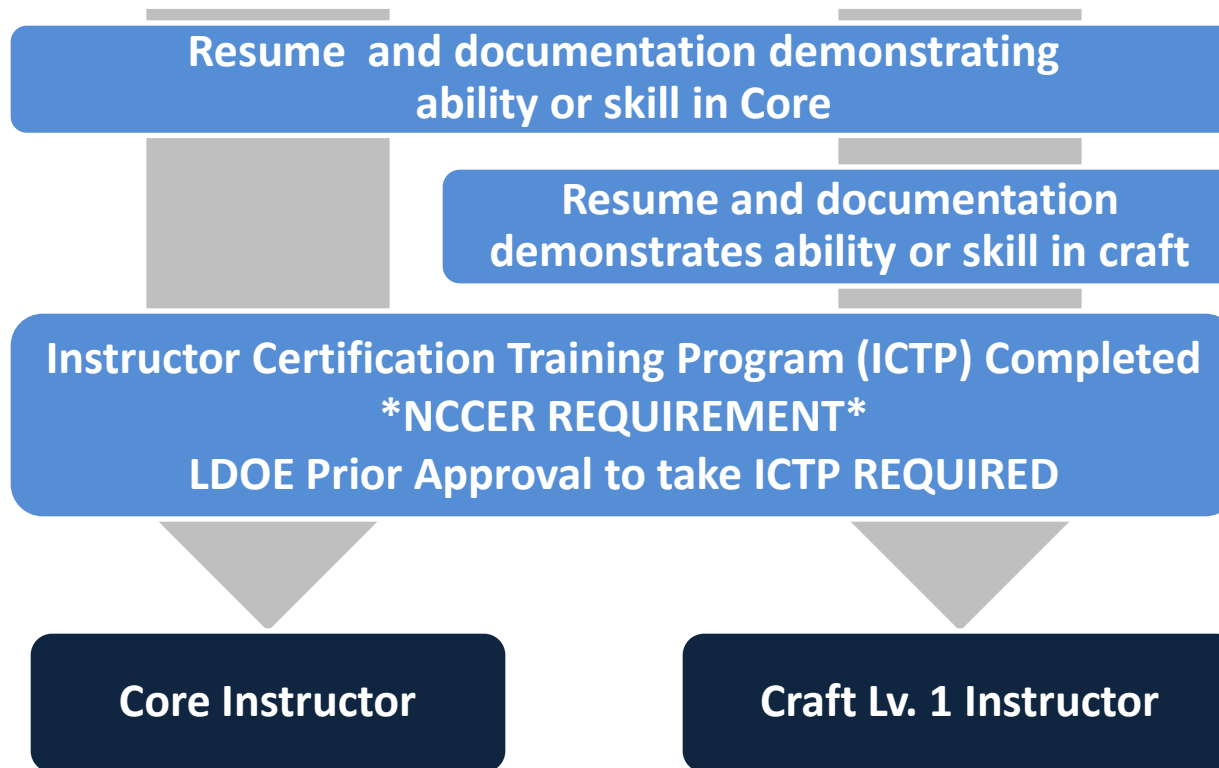 Resume  and documentation demonstrating
ability or skill in Core
Resume and documentation
demonstrates ability or skill in craft
Instructor Certification Training Program (ICTP) Completed
*NCCER REQUIREMENT*
LDOE Prior Approval to take ICTP REQUIRED
Core Instructor
Craft Lv. 1 Instructor